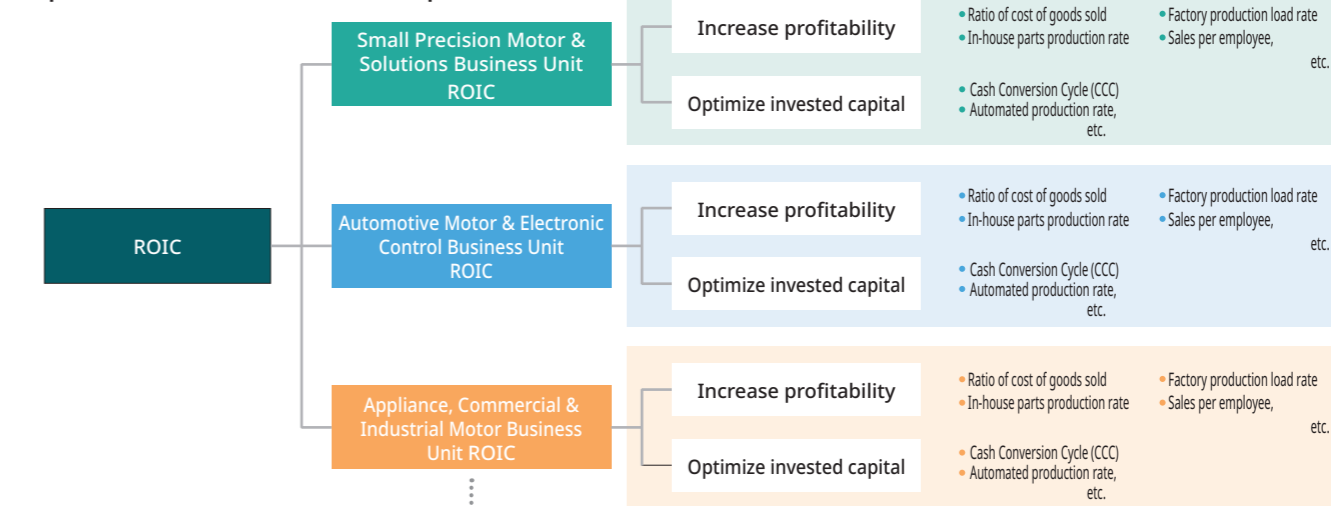 Small Precision Motor &
Solutions Business Unit
ROIC
Increase profitability
• Ratio of cost of goods sold
• In-house parts production rate
• Factory production load rate
• Sales per employee,
etc.
Optimize invested capital
• Cash Conversion Cycle (CCC)
• Automated production rate,
etc.
ROIC
Automotive Motor & Electronic
Control Business Unit
ROIC
Increase profitability
• Ratio of cost of goods sold
• In-house parts production rate
• Factory production load rate
• Sales per employee,
etc.
Optimize invested capital
• Cash Conversion Cycle (CCC)
• Automated production rate,
etc.
Appliance, Commercial &
Industrial Motor Business
Unit ROIC
Increase profitability
• Ratio of cost of goods sold
• In-house parts production rate
• Factory production load rate
• Sales per employee,
etc.
Optimize invested capital
• Cash Conversion Cycle (CCC)
• Automated production rate,
etc.